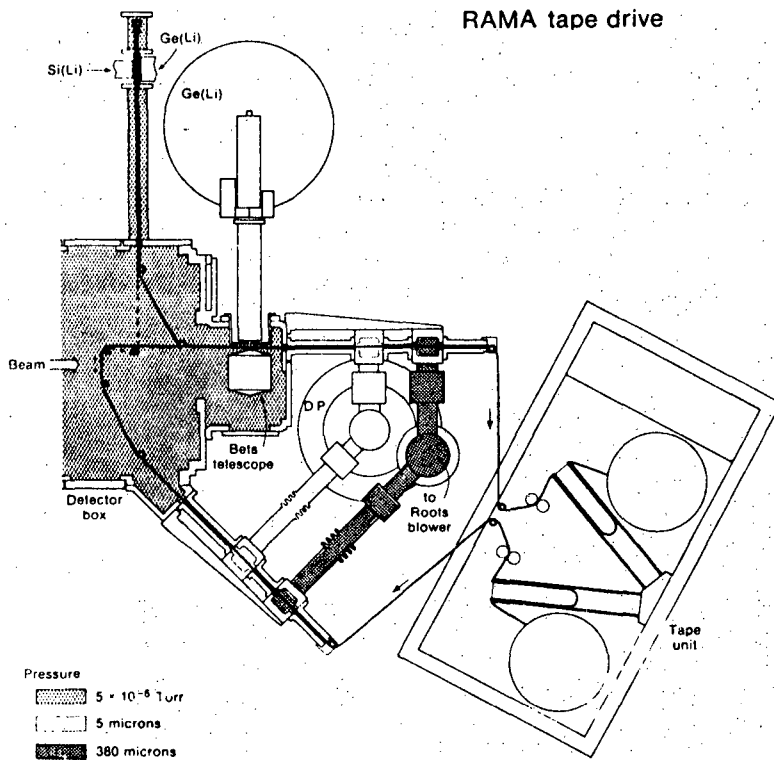 RAMA tape drive
Ge(Li)
Si(Li)
Ge(Li)
Beam
D P
Beta
telescope
to
Roots
blower
Detector
box
Tape
unit
Pressure
5 × 10⁻⁶ Torr
5 microns
380 microns